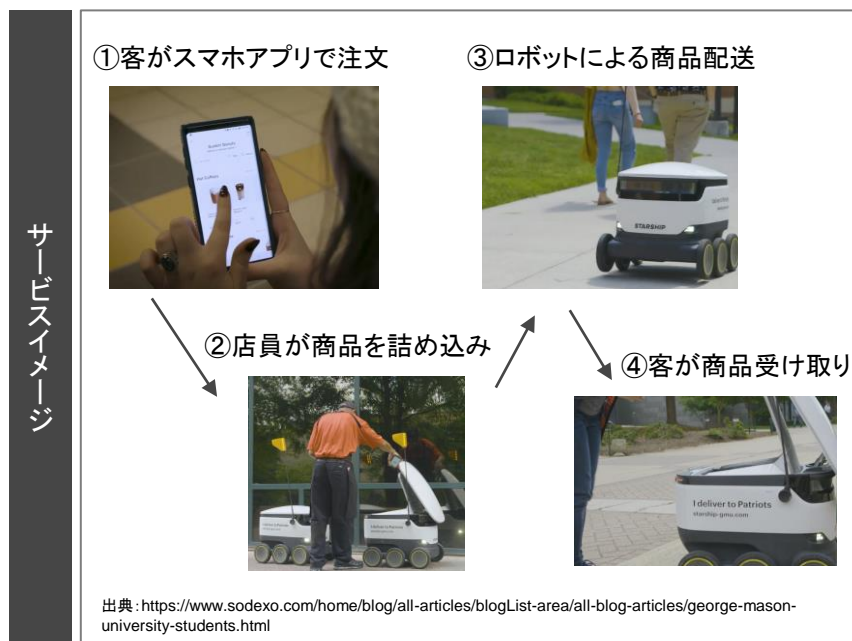 サービスイメージ
①客がスマホアプリで注文
②店員が商品を詰め込み
③ロボットによる商品配送
STARSHIP
④客が商品受け取り
I deliver to Patriots
starship-gmu.com
出典：https://www.sodexo.com/home/blog/all-articles/blogList-area/all-blog-articles/george-mason-
university-students.html